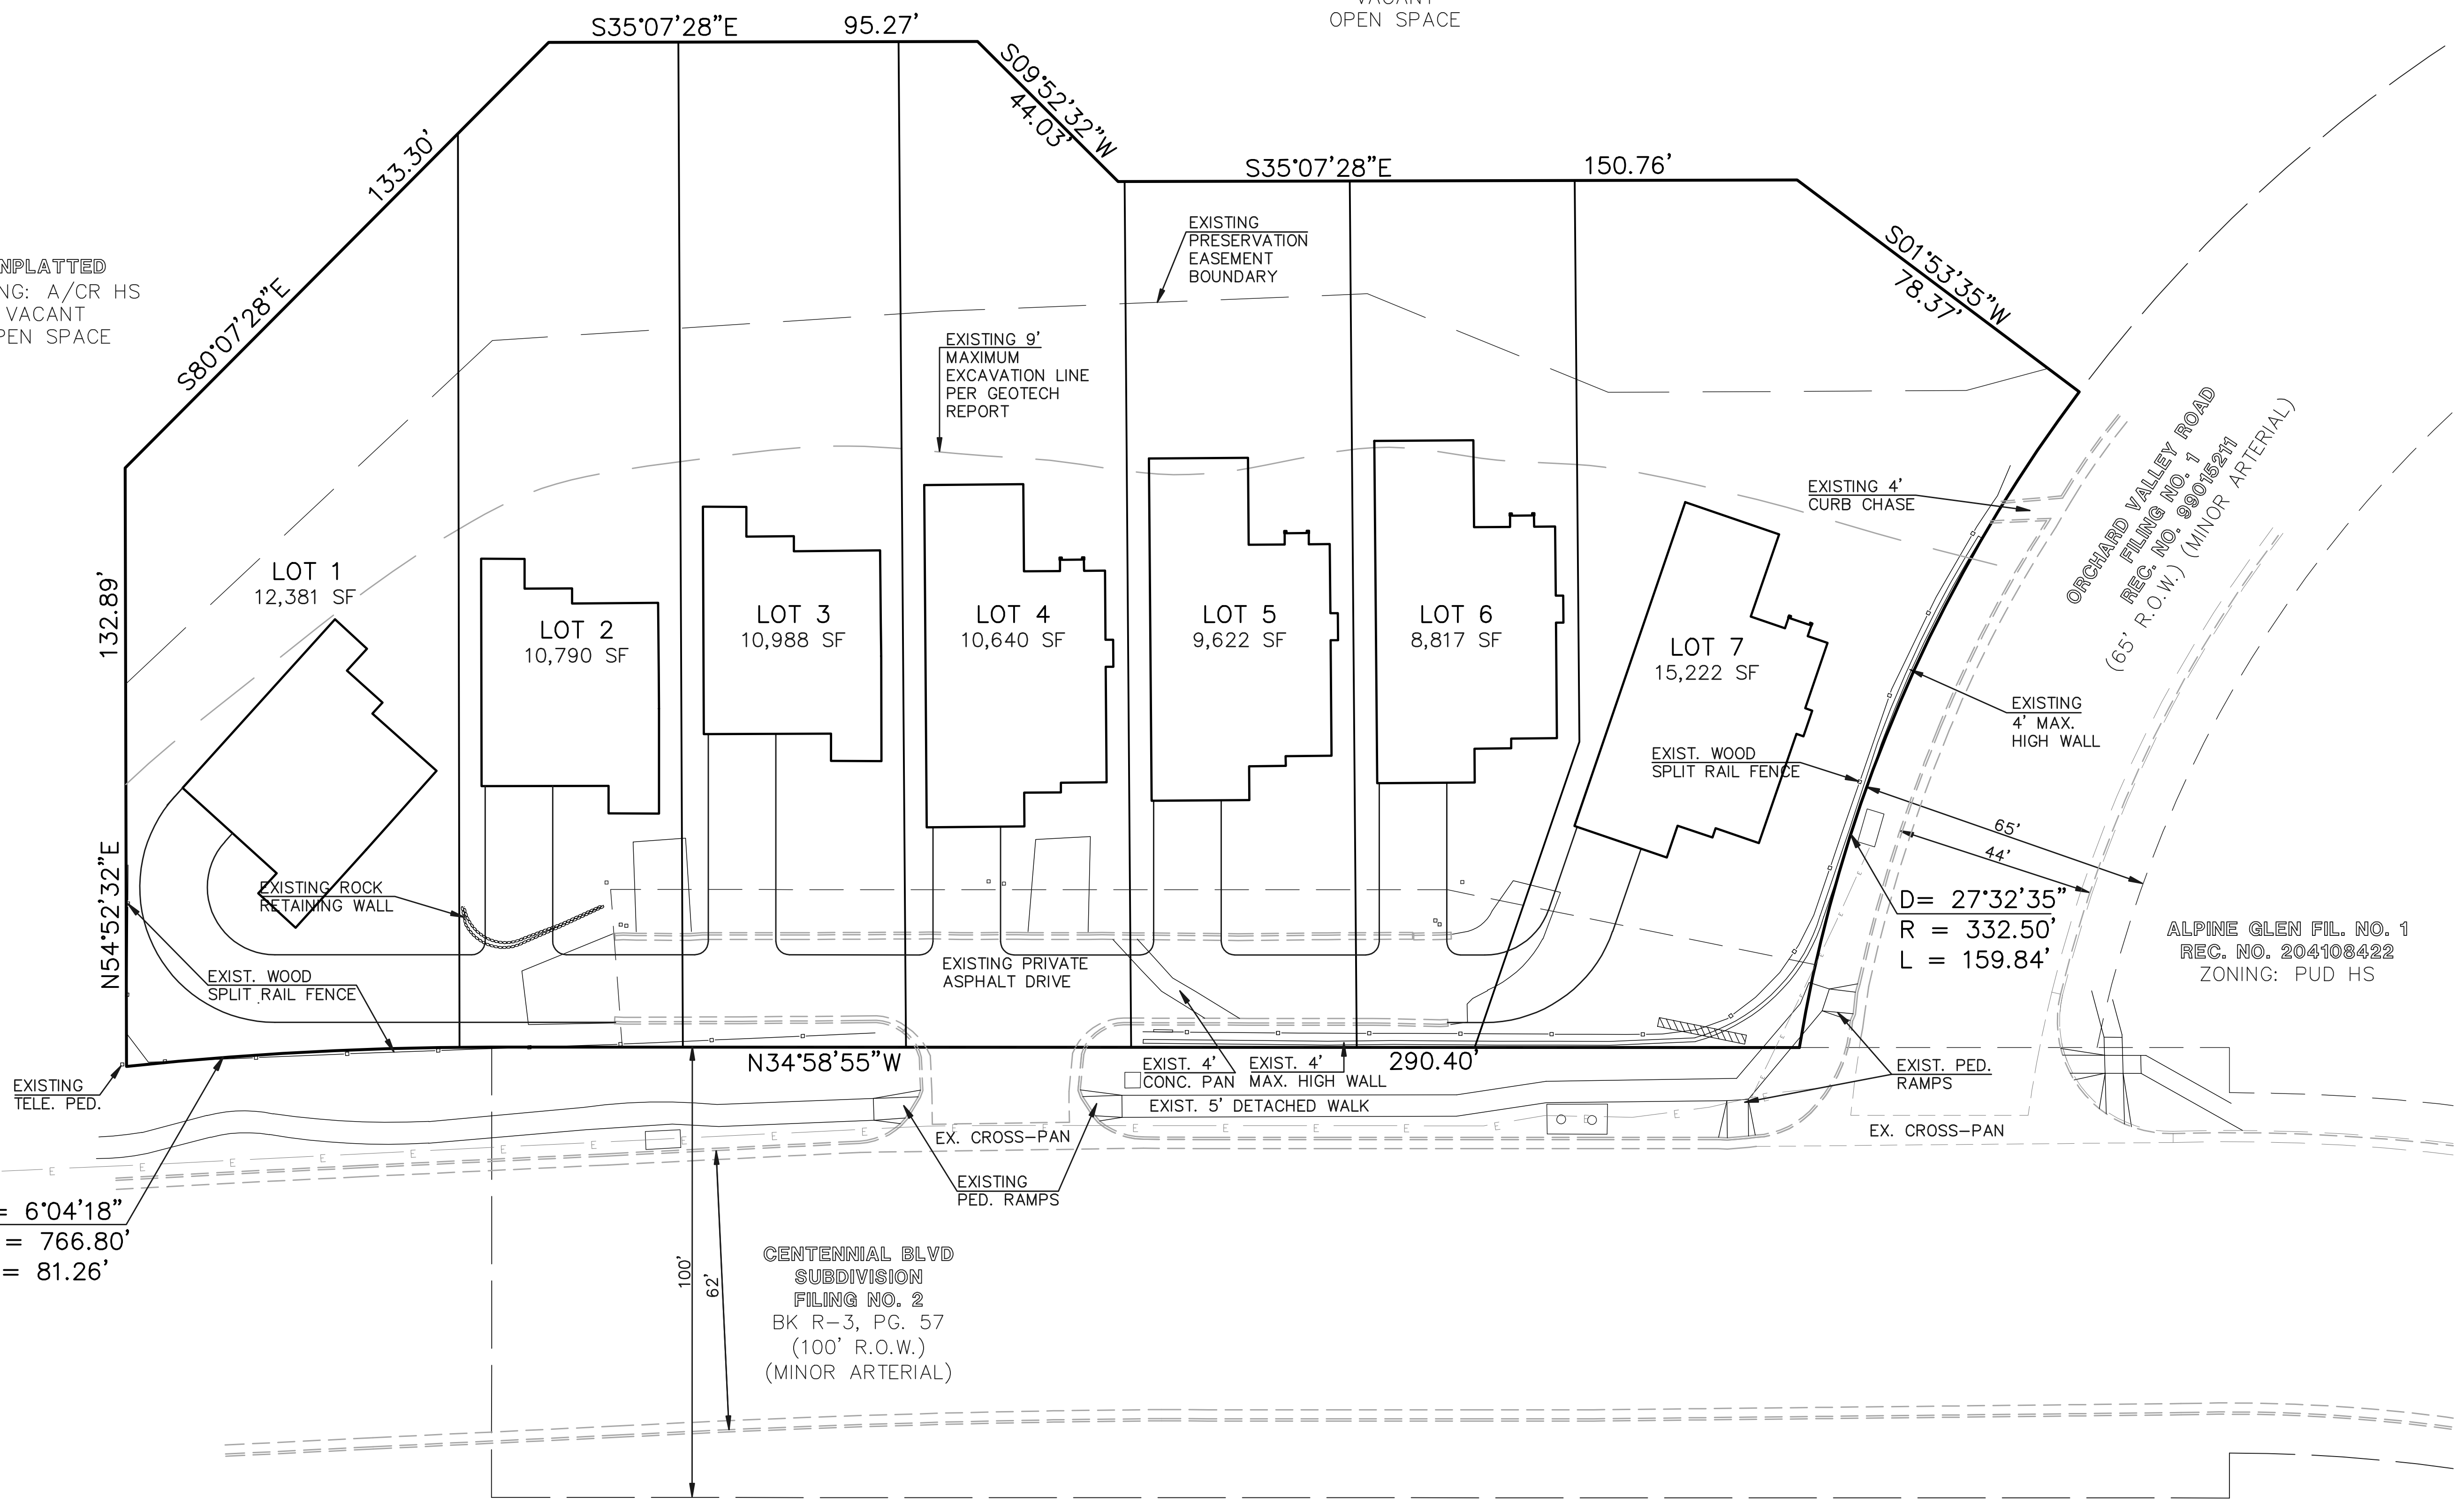 VACANT
OPEN SPACE
S35°07'28"E
95.27'
S09°52'32"W
44.03'
S35°07'28"E
150.76'
S01°53'35"W
78.37'
133.30'
S80°07'28"E
NPLATTED
NG: A/CR HS
VACANT
PEN SPACE
EXISTING
PRESERVATION
EASEMENT
BOUNDARY
EXISTING 9'
MAXIMUM
EXCAVATION LINE
PER GEOTECH
REPORT
EXISTING 4'
CURB CHASE
ORCHARD VALLEY ROAD
FILING NO. 1
REC. NO. 99015211
(65' R.O.W.) (MINOR ARTERIAL)
132.89'
N54°52'32"E
LOT 1
12,381 SF
LOT 2
10,790 SF
LOT 3
10,988 SF
LOT 4
10,640 SF
LOT 5
9,622 SF
LOT 6
8,817 SF
LOT 7
15,222 SF
EXISTING
4' MAX.
HIGH WALL
EXIST. WOOD
SPLIT RAIL FENCE
65'
44'
D= 27°32'35"
R = 332.50'
L = 159.84'
ALPINE GLEN FIL. NO. 1
REC. NO. 204108422
ZONING: PUD HS
EXISTING ROCK
RETAINING WALL
EXIST. WOOD
SPLIT RAIL FENCE
EXISTING PRIVATE
ASPHALT DRIVE
N34°58'55"W
290.40'
EXIST. 4'
CONC. PAN
EXIST. 4'
MAX. HIGH WALL
EXIST. 5' DETACHED WALK
EXIST. PED.
RAMPS
EXISTING
TELE. PED.
EX. CROSS-PAN
EX. CROSS-PAN
E E E E E E E E E E E E E E E E E E E
EXISTING
PED. RAMPS
= 6°04'18"
= 766.80'
= 81.26'
100'
62'
CENTENNIAL BLVD
SUBDIVISION
FILING NO. 2
BK R-3, PG. 57
(100' R.O.W.)
(MINOR ARTERIAL)